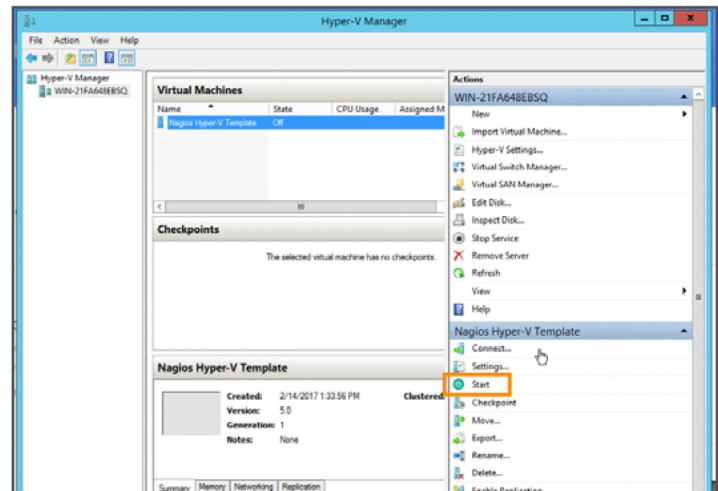 Hyper-V Manager
File Action View Help
Hyper-V Manager
WIN-21FA648EBSQ
Virtual Machines
Name State CPU Usage Assigned M
Nagios Hyper-V Template Off
Checkpoints
The selected virtual machine has no checkpoints.
Nagios Hyper-V Template
Created: 2/14/2017 1:33:56 PM Clustered:
Version: 5.0
Generation: 1
Notes: None
Summary Memory Networking Replication
Actions
WIN-21FA648EBSQ
New
Import Virtual Machine...
Hyper-V Settings...
Virtual Switch Manager...
Virtual SAN Manager...
Edit Disk...
Inspect Disk...
Stop Service
Remove Server
Refresh
View
Help
Nagios Hyper-V Template
Connect...
Settings...
Start
Checkpoint
Move...
Export...
Rename...
Delete...
Enable Replication